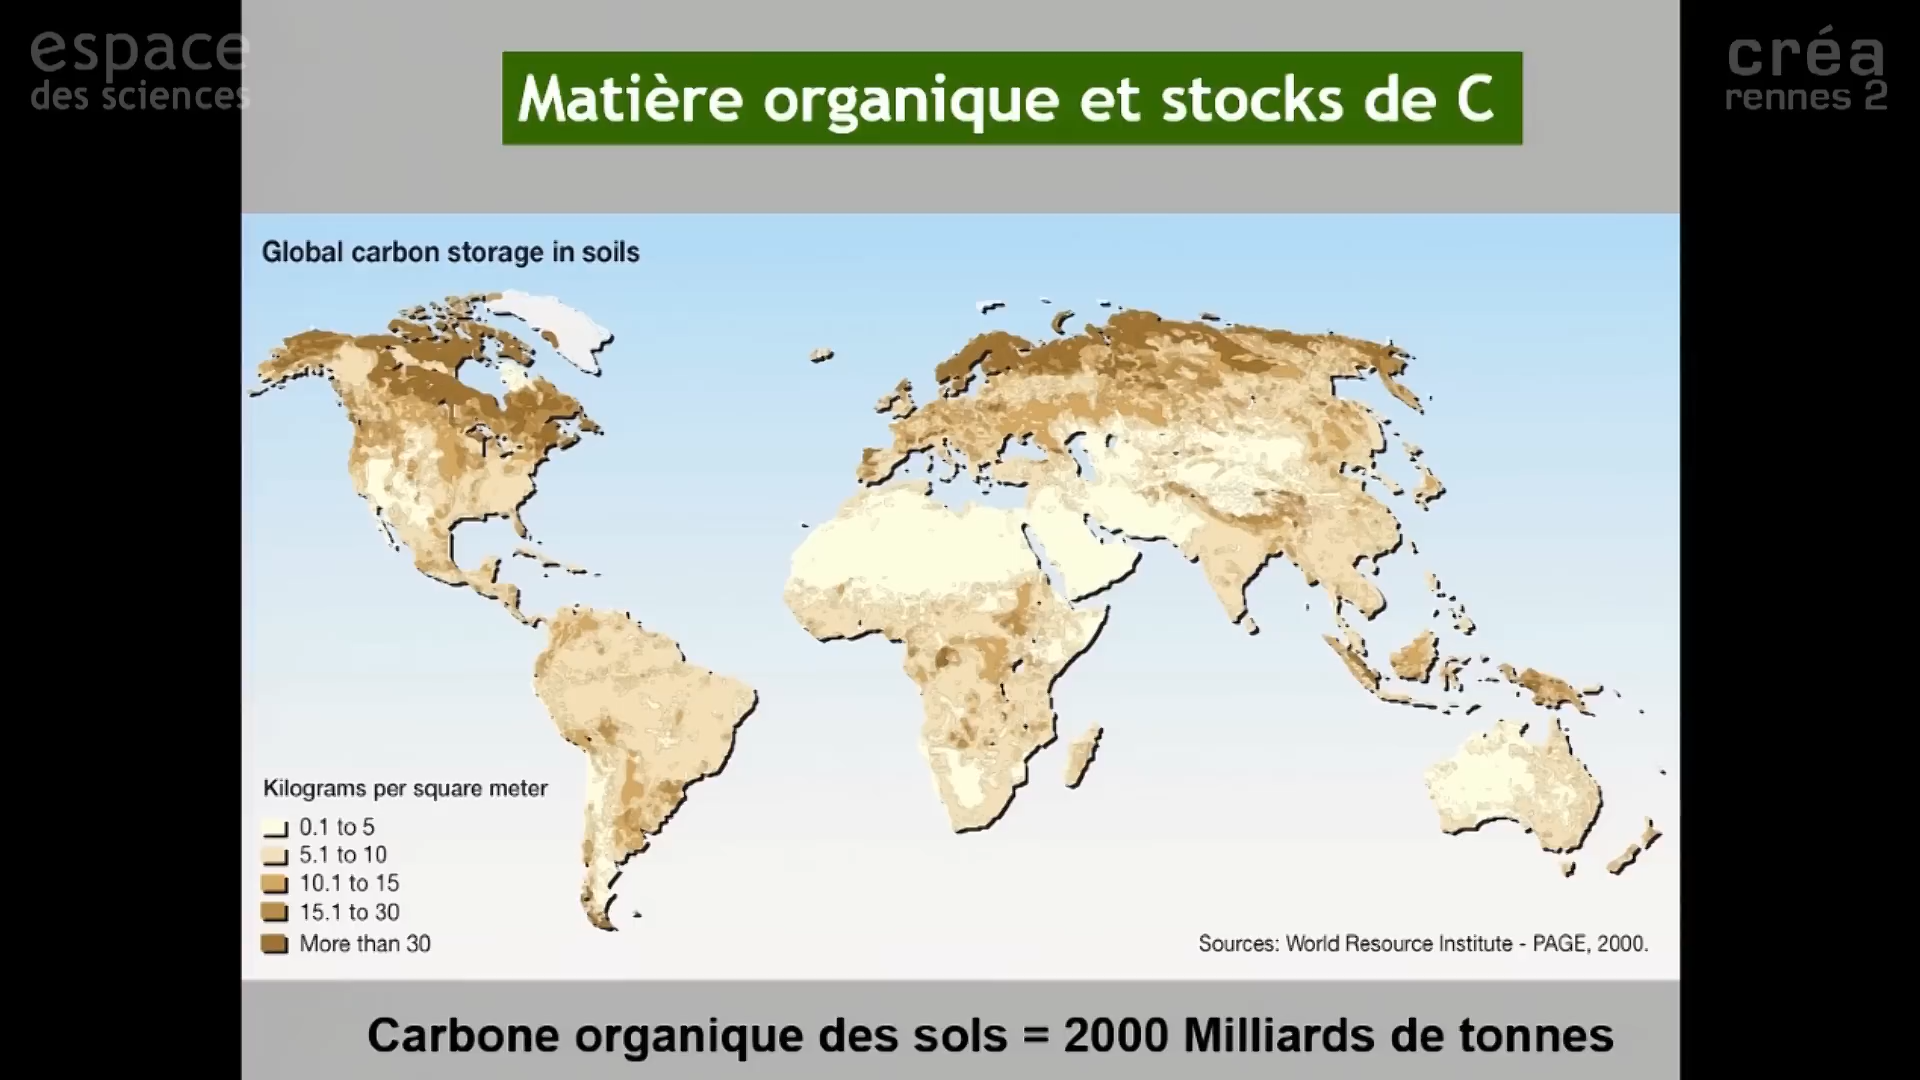 espace
des sciences
créa
rennes 2
Matière organique et stocks de C
Global carbon storage in soils
Kilograms per square meter
0.1 to 5
5.1 to 10
10.1 to 15
15.1 to 30
More than 30
Sources: World Resource Institute - PAGE, 2000.
Carbone organique des sols = 2000 Milliards de tonnes